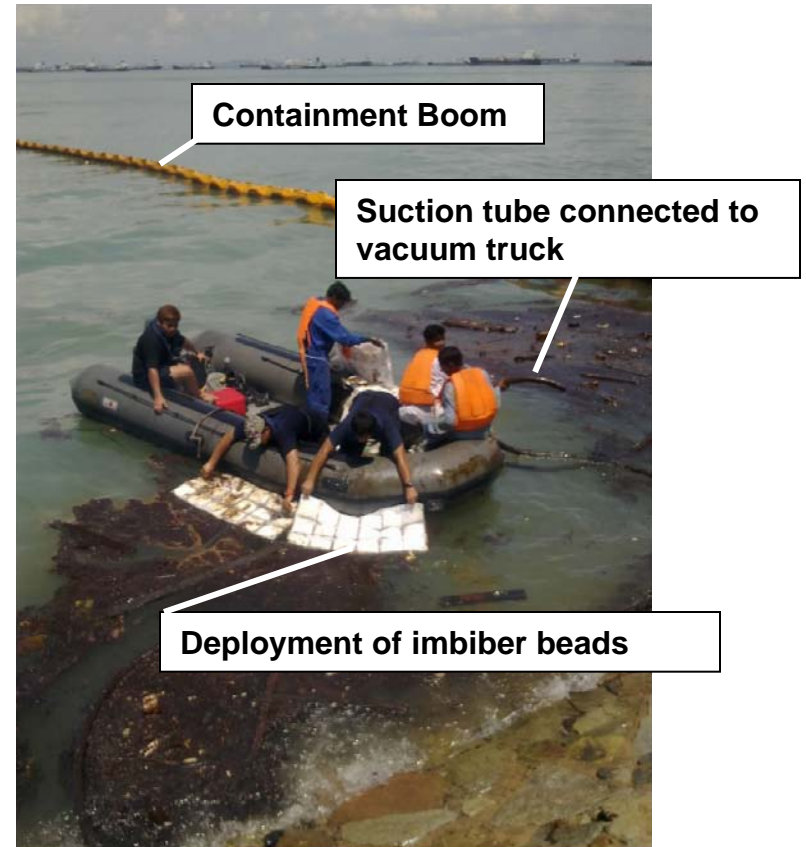 Containment Boom
Suction tube connected to
vacuum truck
Deployment of imbiber beads